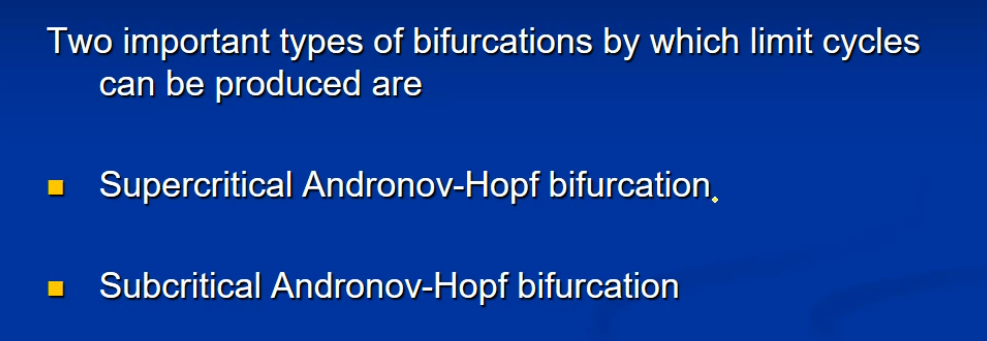 Two important types of bifurcations by which limit cycles
can be produced are
Supercritical Andronov-Hopf bifurcation
Subcritical Andronov-Hopf bifurcation